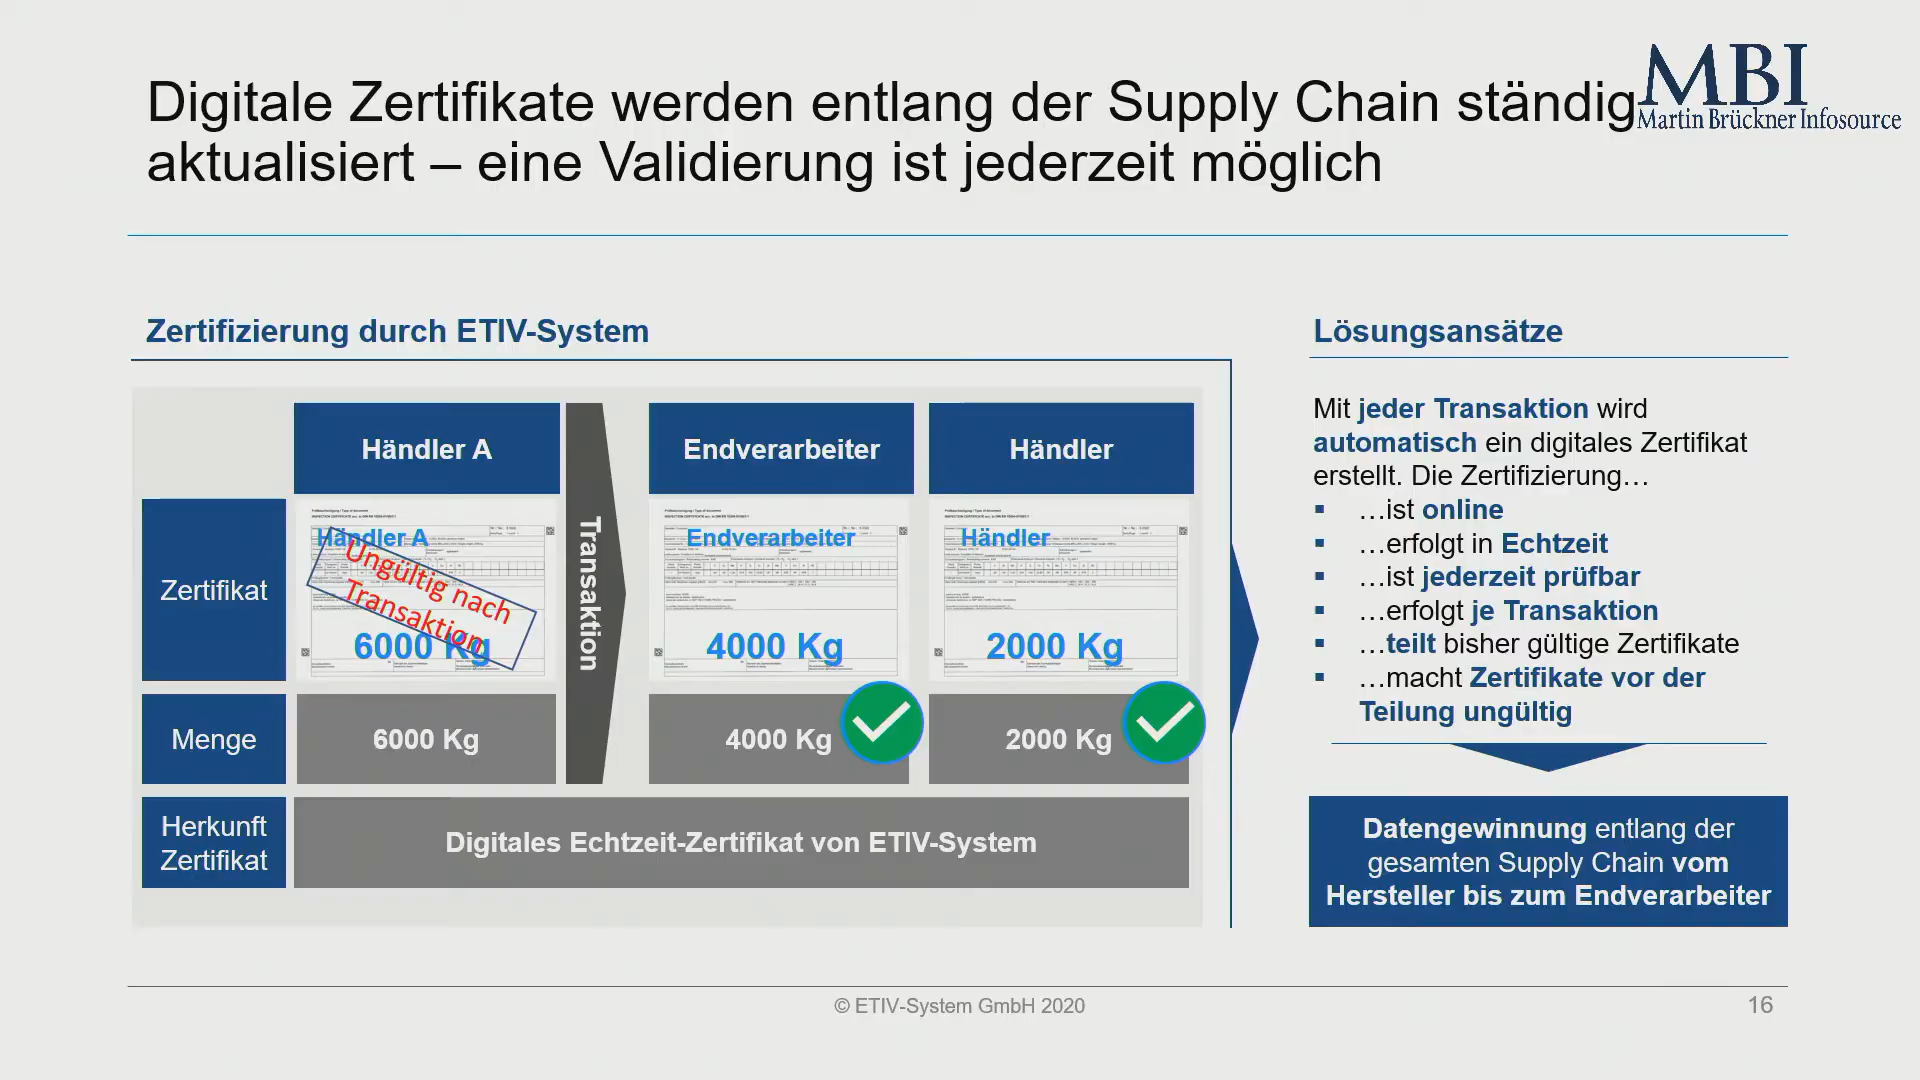 Digitale Zertifikate werden entlang der Supply Chain ständig
aktualisiert – eine Validierung ist jederzeit möglich
MBI
Martin Brückner Infosource
Zertifizierung durch ETIV-System
Händler A
Endverarbeiter
Händler
Transaktion
Zertifikat
Händler A
Ungültig nach
Transaktion
6000 Kg
Endverarbeiter
4000 Kg
Händler
2000 Kg
Menge
6000 Kg
4000 Kg
2000 Kg
Herkunft
Zertifikat
Digitales Echtzeit-Zertifikat von ETIV-System
Lösungsansätze
Mit jeder Transaktion wird
automatisch ein digitales Zertifikat
erstellt. Die Zertifizierung…
▪ …ist online
▪ …erfolgt in Echtzeit
▪ …ist jederzeit prüfbar
▪ …erfolgt je Transaktion
▪ …teilt bisher gültige Zertifikate
▪ …macht Zertifikate vor der
Teilung ungültig
Datengewinnung entlang der
gesamten Supply Chain vom
Hersteller bis zum Endverarbeiter
© ETIV-System GmbH 2020
16